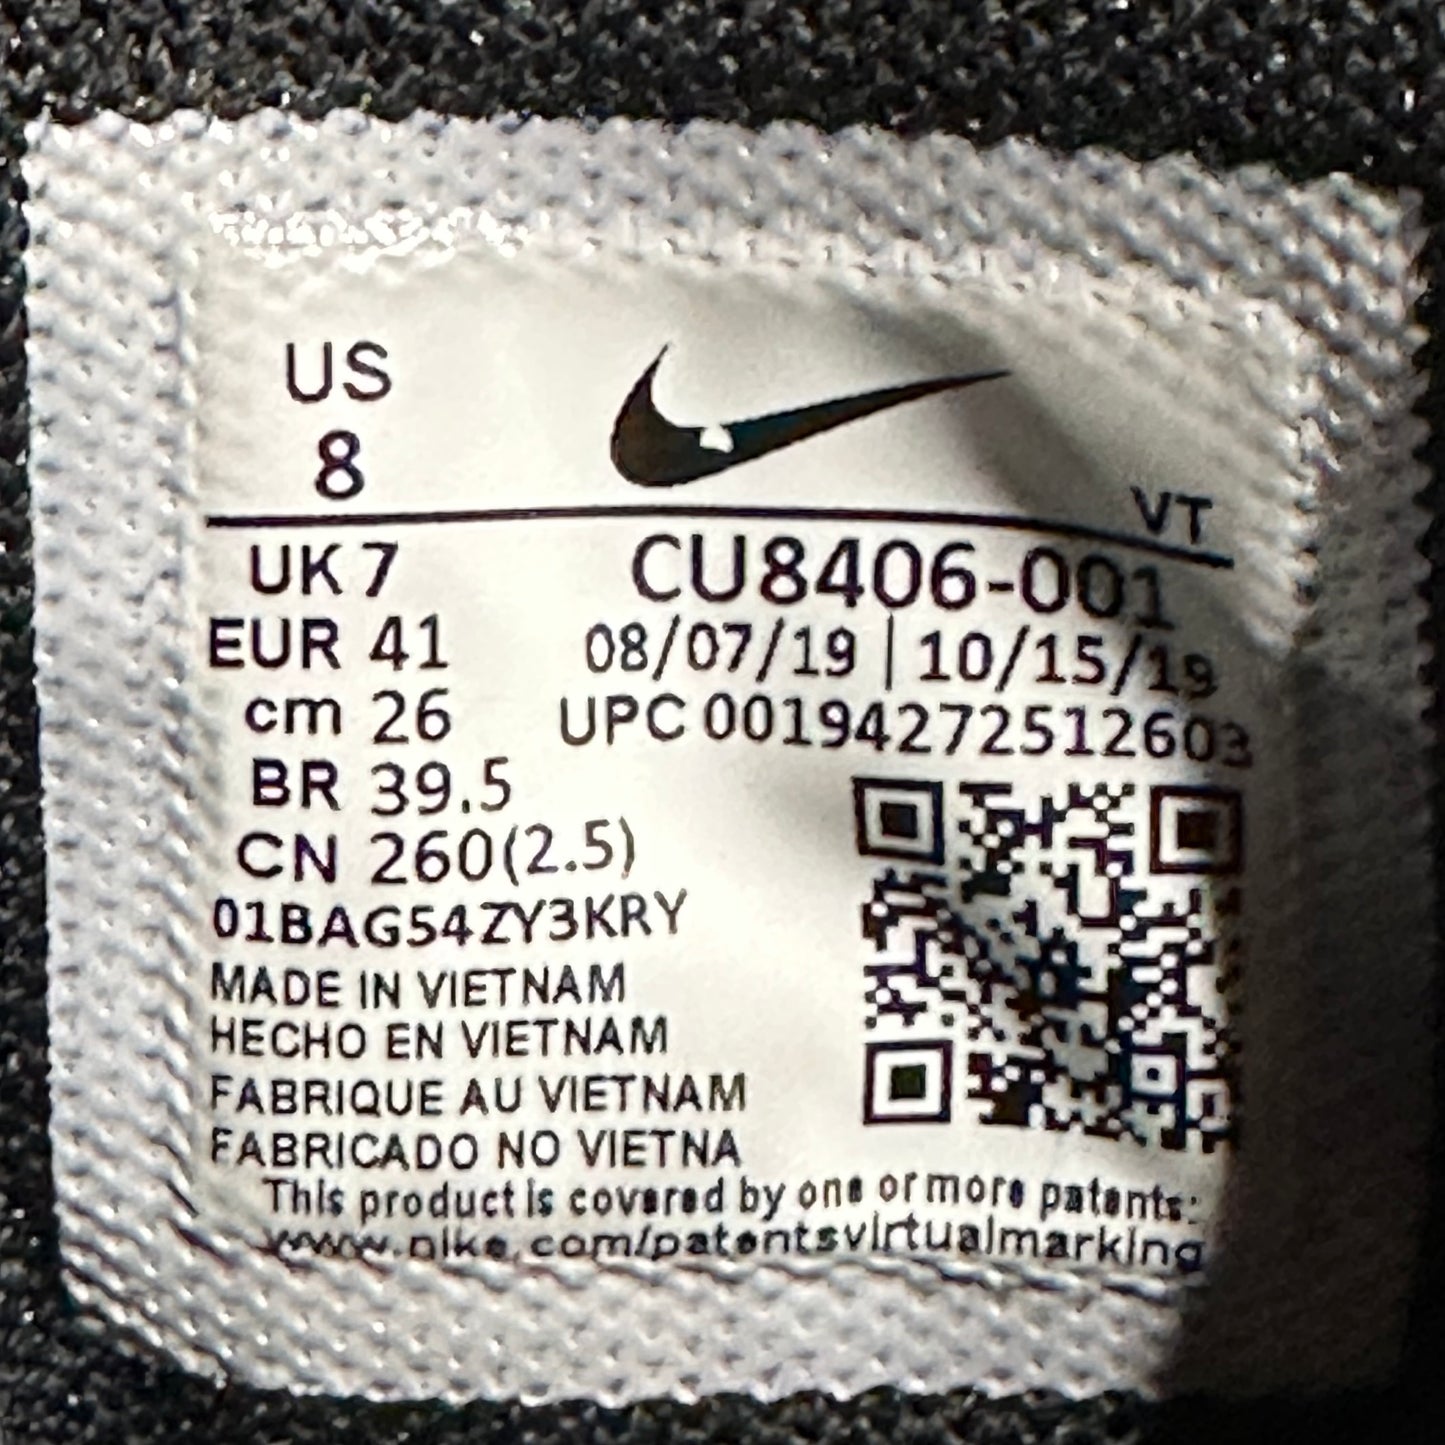 US
8
VT
UK 7
CU8406-001
EUR 41
08/07/19 | 10/15/19
cm 26
UPC 00194272512603
BR 39.5
CN 260(2.5)
01BAG54ZY3KRY
MADE IN VIETNAM
HECHO EN VIETNAM
FABRIQUE AU VIETNAM
FABRICADO NO VIETNA
This product is covered by one or more patents:
www.nike.com/patentsvirtualmarking